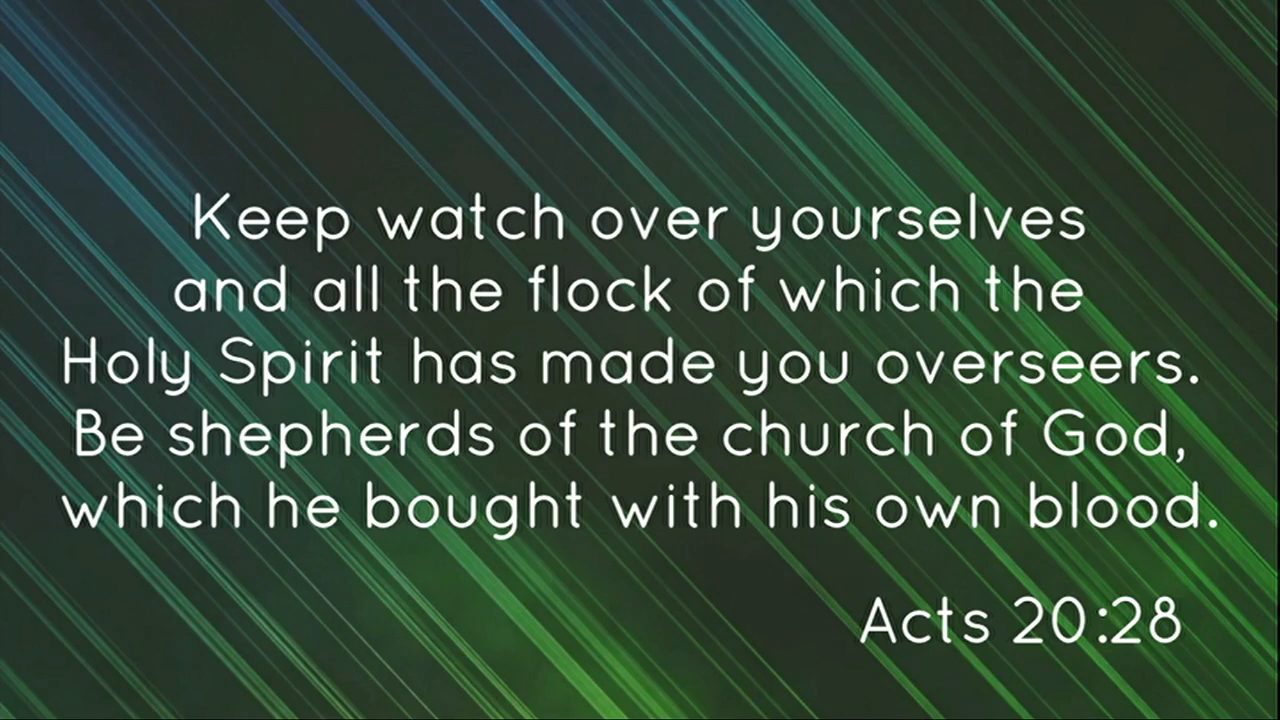 Keep watch over yourselves
and all the flock of which the
Holy Spirit has made you overseers.
Be shepherds of the church of God,
which he bought with his own blood.
Acts 20:28